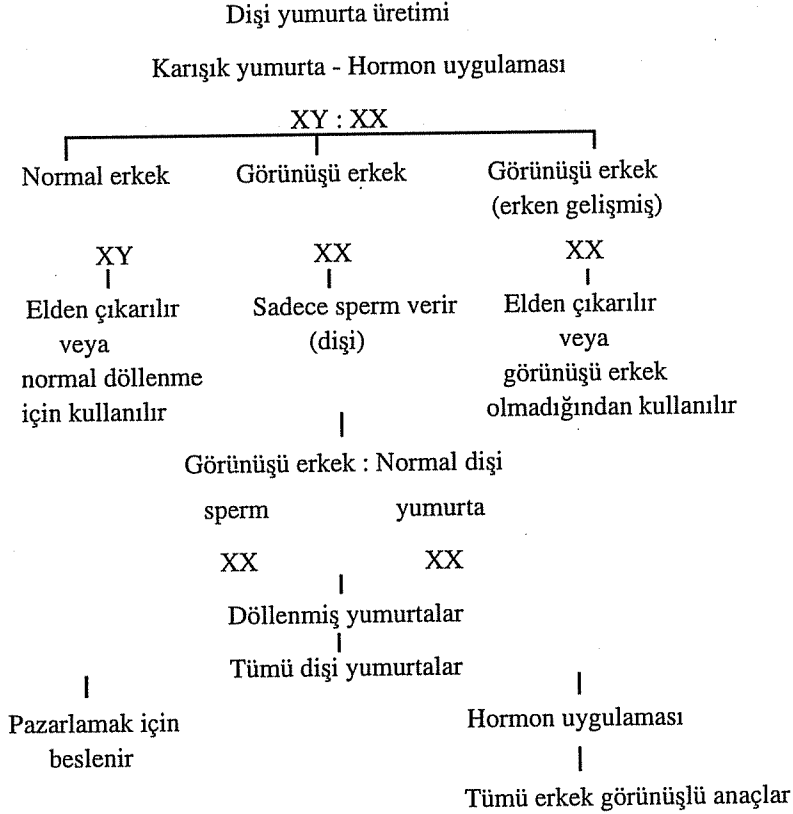 Dişi yumurta üretimi
Karışık yumurta - Hormon uygulaması
XY : XX
Normal erkek
Görünüşü erkek
Görünüşü erkek
(erken gelişmiş)
XY
XX
XX
Elden çıkarılır
veya
normal döllenme
için kullanılır
Sadece sperm verir
(dişi)
Elden çıkarılır
veya
görünüşü erkek
olmadığından kullanılır
Görünüşü erkek : Normal dişi
sperm
yumurta
XX
XX
Döllenmiş yumurtalar
Tümü dişi yumurtalar
Pazarlamak için
beslenir
Hormon uygulaması
Tümü erkek görünüşlü anaçlar